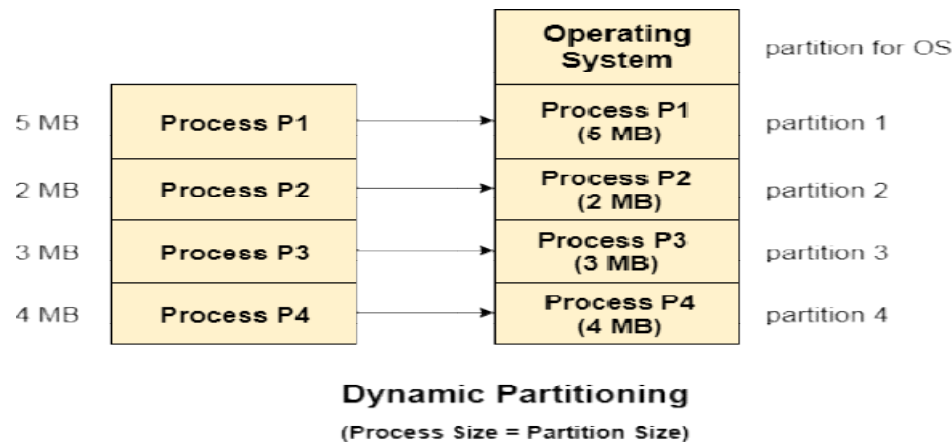 Operating
System
partition for OS
5 MB
Process P1
Process P1
(5 MB)
partition 1
2 MB
Process P2
Process P2
(2 MB)
partition 2
3 MB
Process P3
Process P3
(3 MB)
partition 3
4 MB
Process P4
Process P4
(4 MB)
partition 4
Dynamic Partitioning
(Process Size = Partition Size)